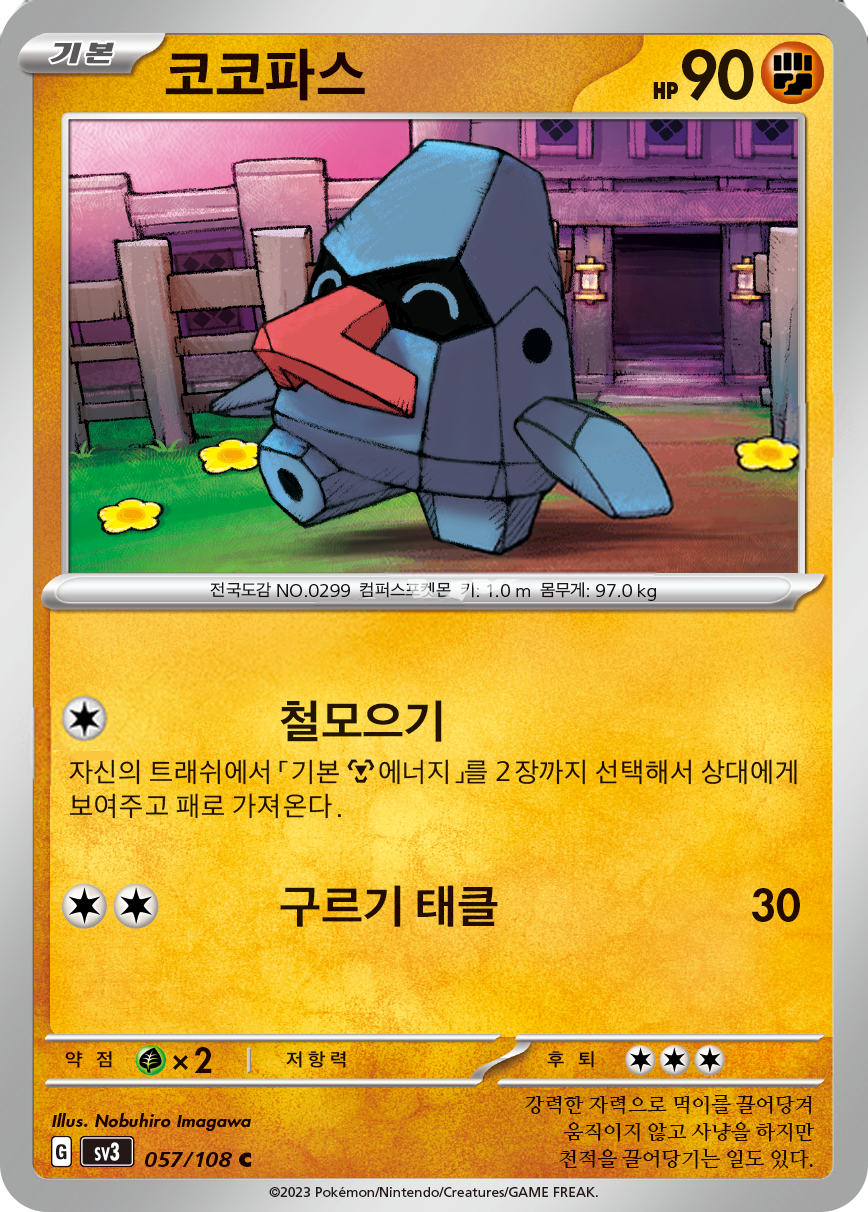 기본
코코파스
HP 90
전국도감 NO.0299 컴퍼스포켓몬 키: 1.0 m 몸무게: 97.0 kg
철모으기
자신의 트래쉬에서 「기본 에너지」를 2장까지 선택해서 상대에게
보여주고 패로 가져온다.
구르기 태클 30
약점 ×2 저항력 후퇴
Illus. Nobuhiro Imagawa
G sv3 057/108 C
강력한 자력으로 먹이를 끌어당겨
움직이지 않고 사냥을 하지만
천적을 끌어당기는 일도 있다.
©2023 Pokémon/Nintendo/Creatures/GAME FREAK.